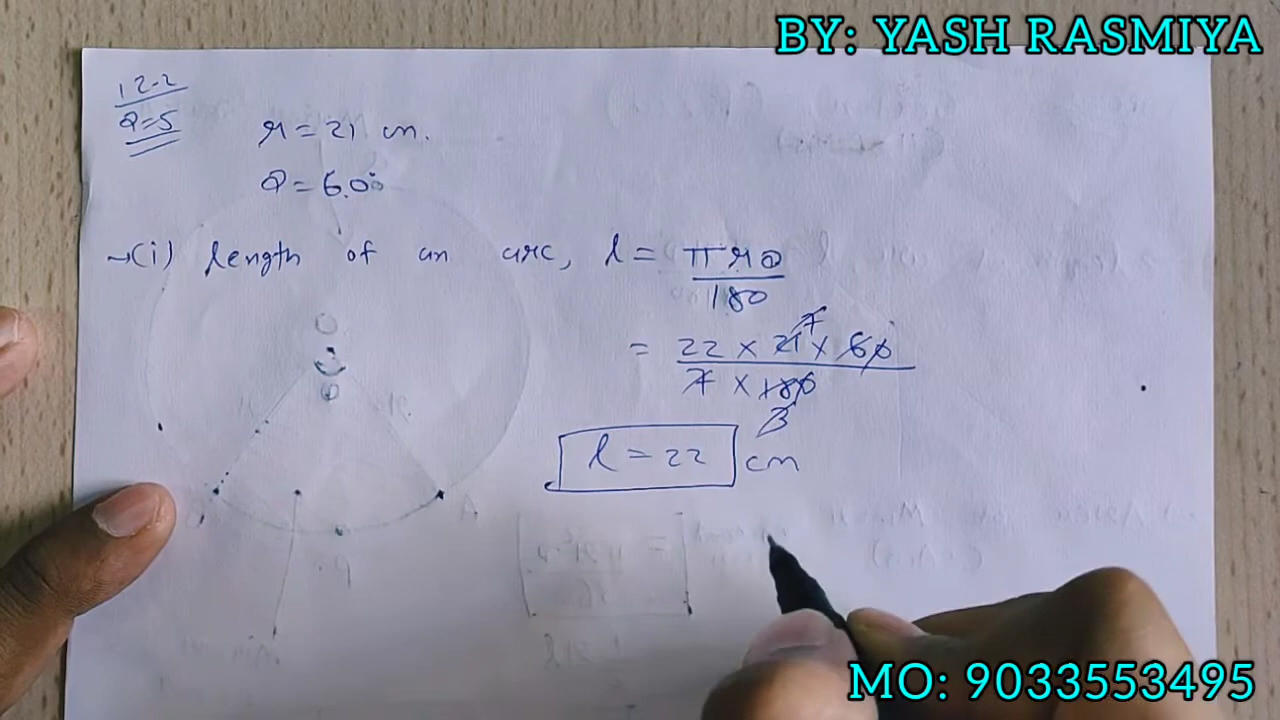 BY: YASH RASMIYA
12.2
Q=5
r = 21 cm.
θ = 60°
→(i) length of an arc, l = πrθ
180
= 22 × 21 × 60
7 × 180
3
l = 22 cm
O
θ
A
P
MO: 9033553495